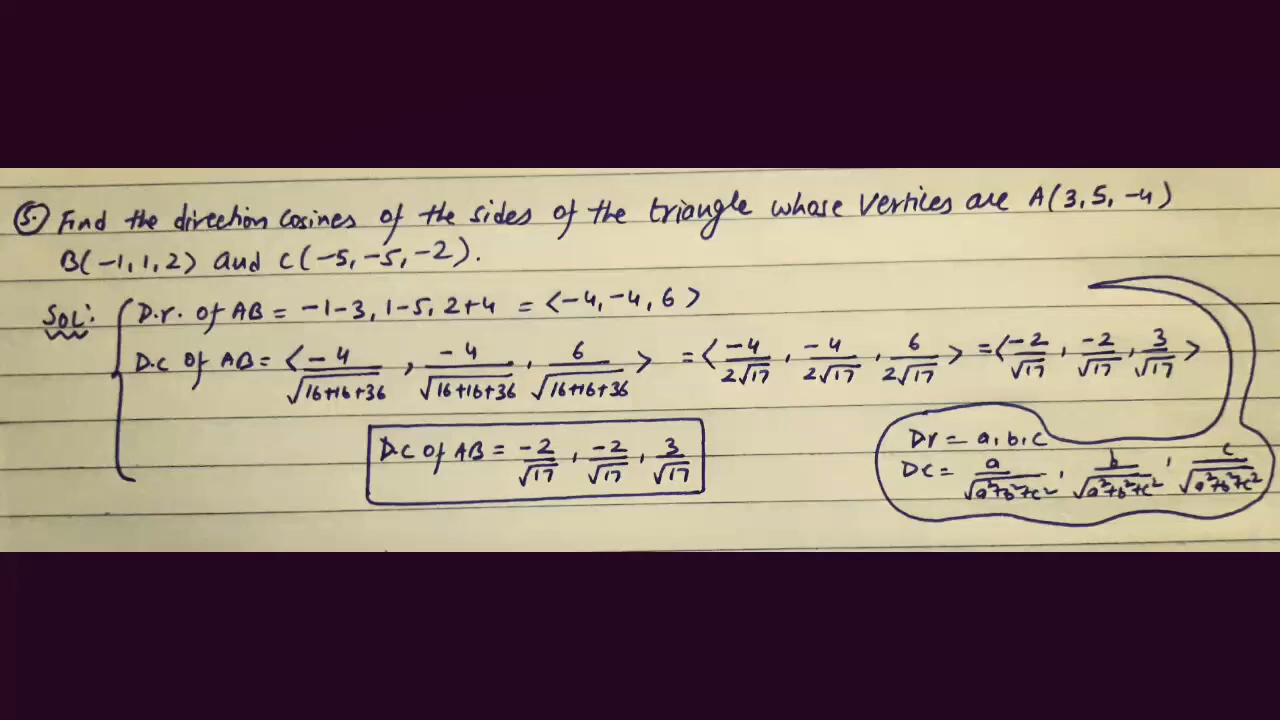 5. Find the direction cosines of the sides of the triangle whose vertices are A(3, 5, -4)
B(-1, 1, 2) and C(-5, -5, -2).
SOL: D.r. of AB = -1-3, 1-5, 2+4 = <-4, -4, 6>
D.C of AB = <-4/√16+16+36, -4/√16+16+36, 6/√16+16+36> = <-4/2√17, -4/2√17, 6/2√17> = <-2/√17, -2/√17, 3/√17>
D.C of AB = -2/√17, -2/√17, 3/√17
Dr = a, b, c
DC = a/√a²+b²+c², b/√a²+b²+c², c/√a²+b²+c²